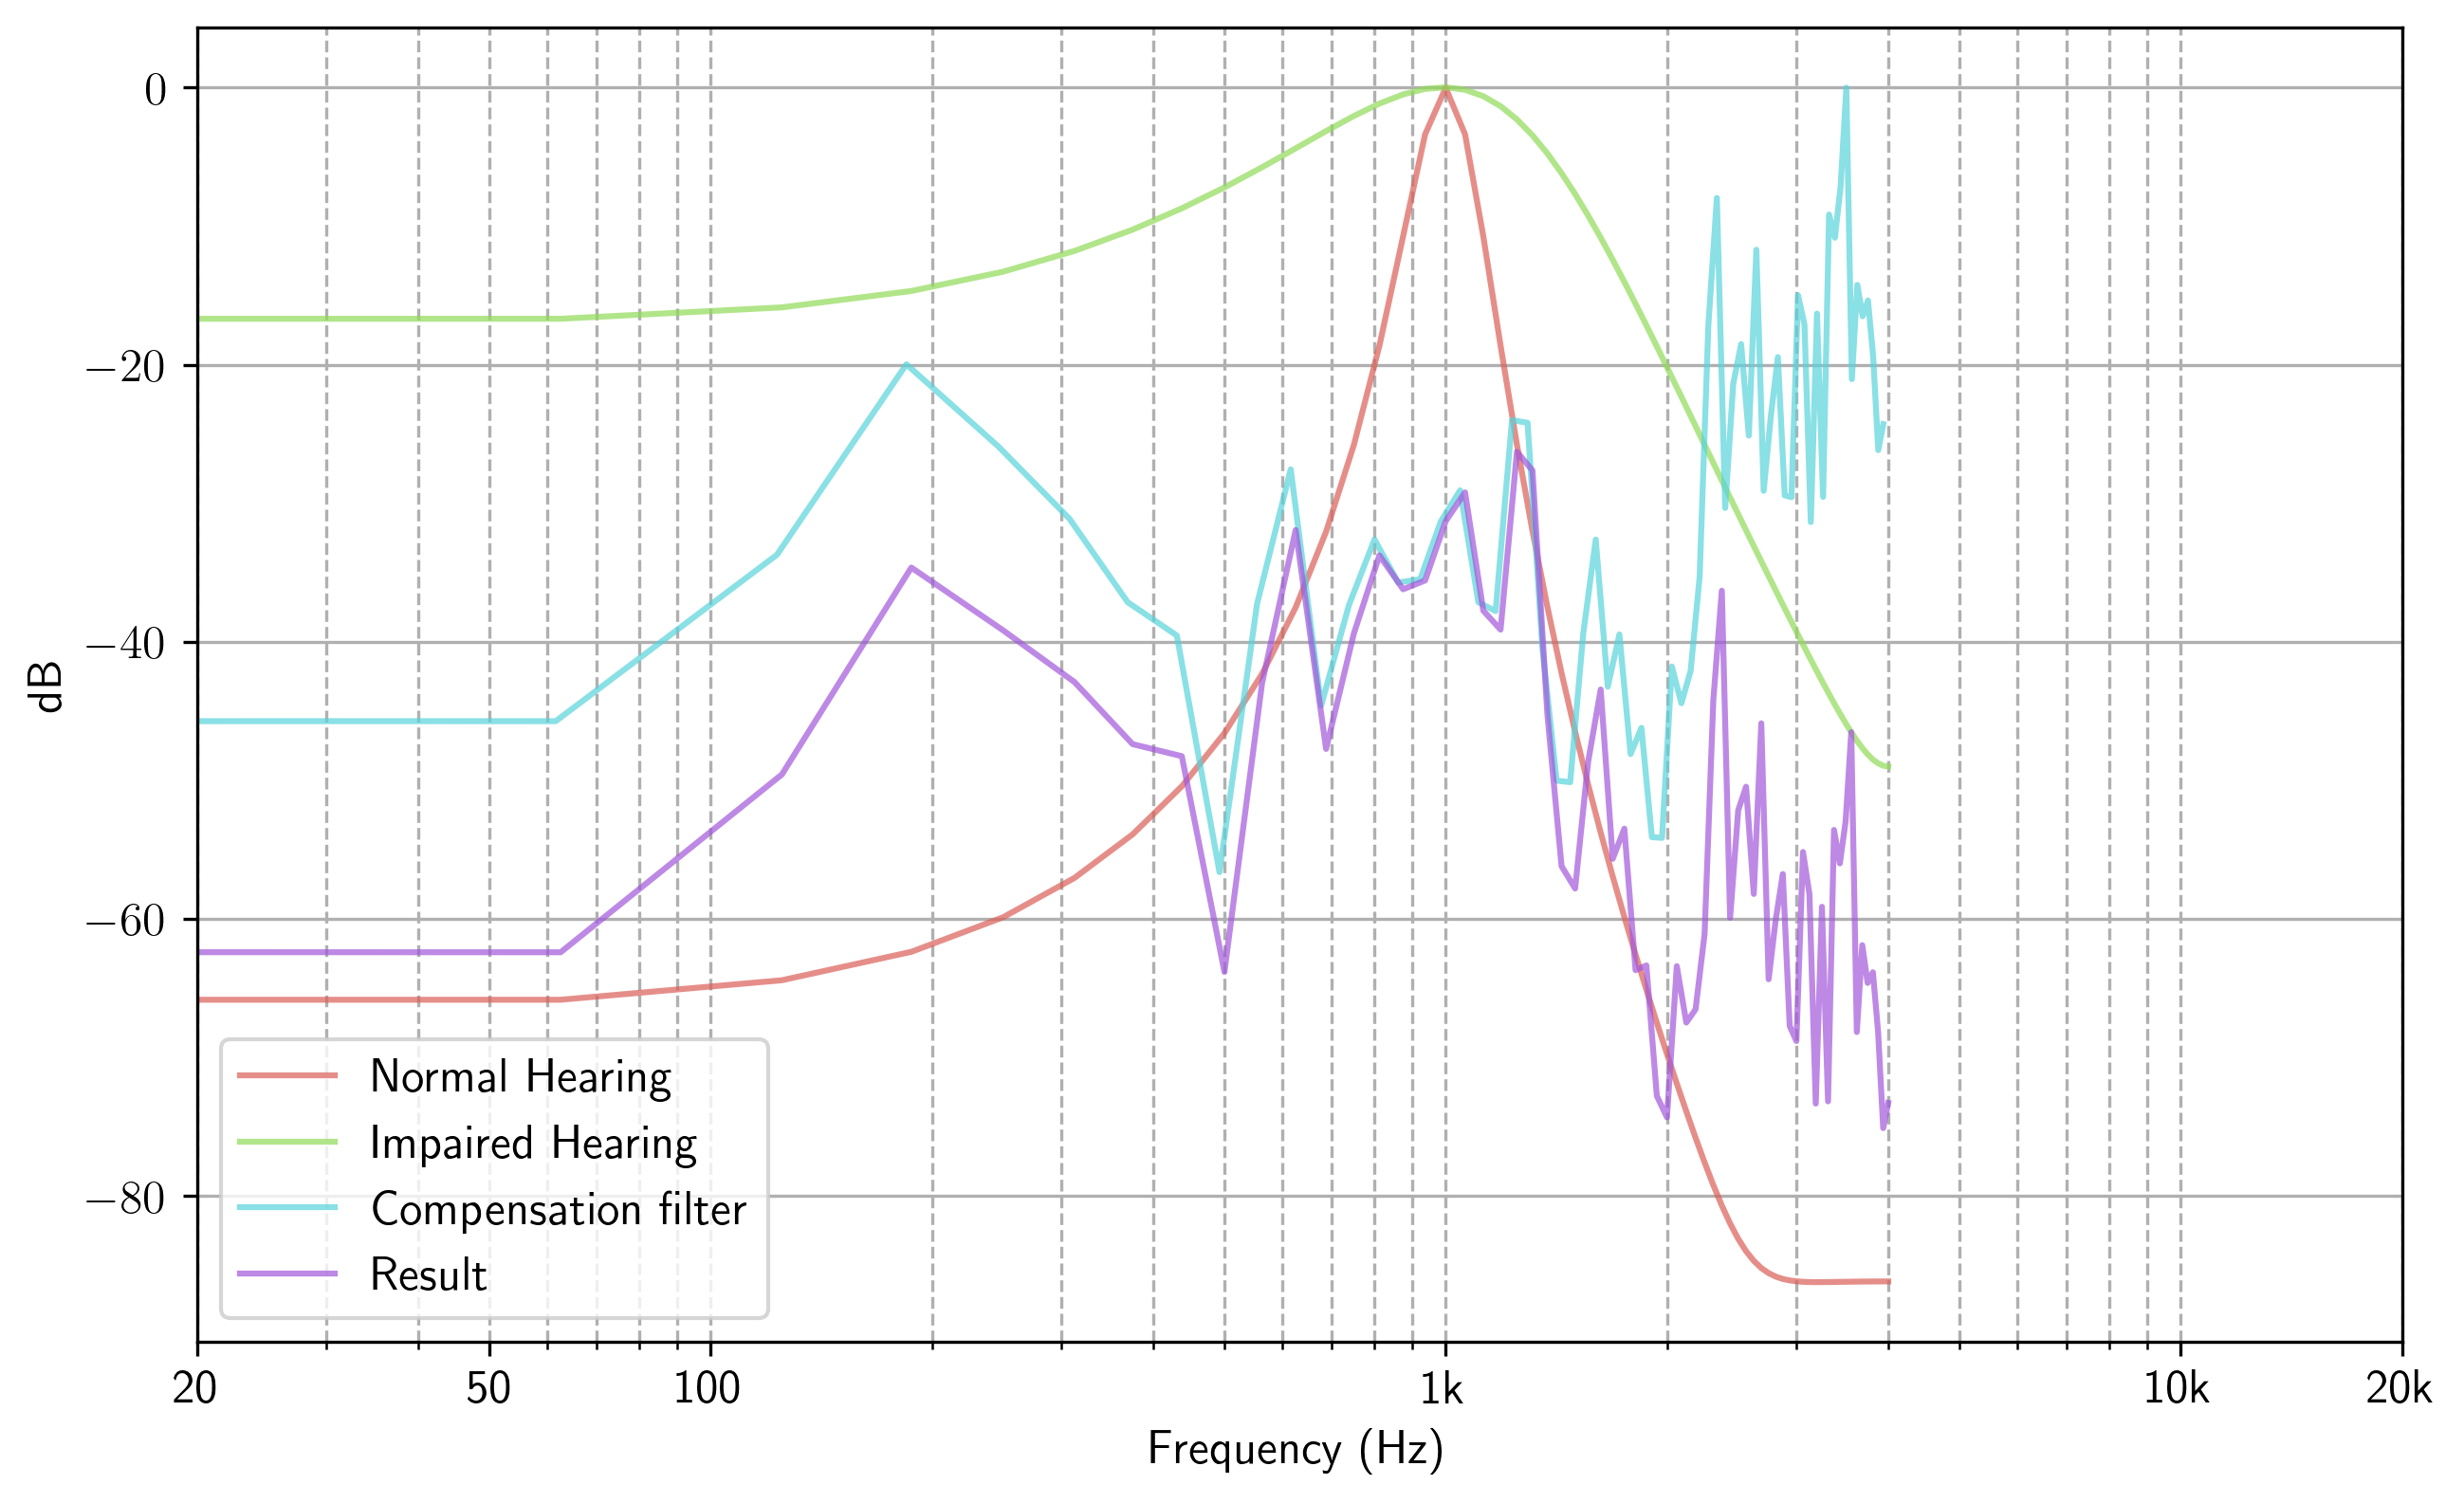 0
−20
−40
−60
−80
dB
Normal Hearing
Impaired Hearing
Compensation filter
Result
20 50 100 1k 10k 20k
Frequency (Hz)